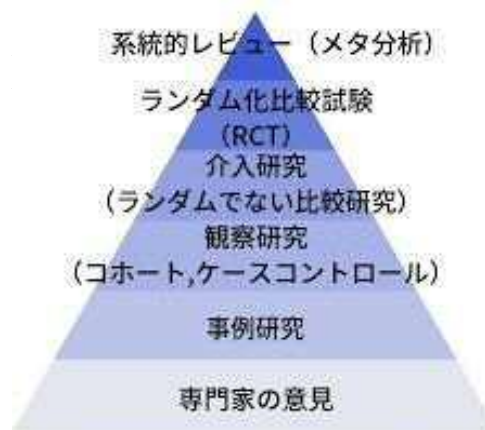 系統的レビュー（メタ分析）
ランダム化比較試験
（RCT）
介入研究
（ランダムでない比較研究）
観察研究
（コホート,ケースコントロール）
事例研究
専門家の意見